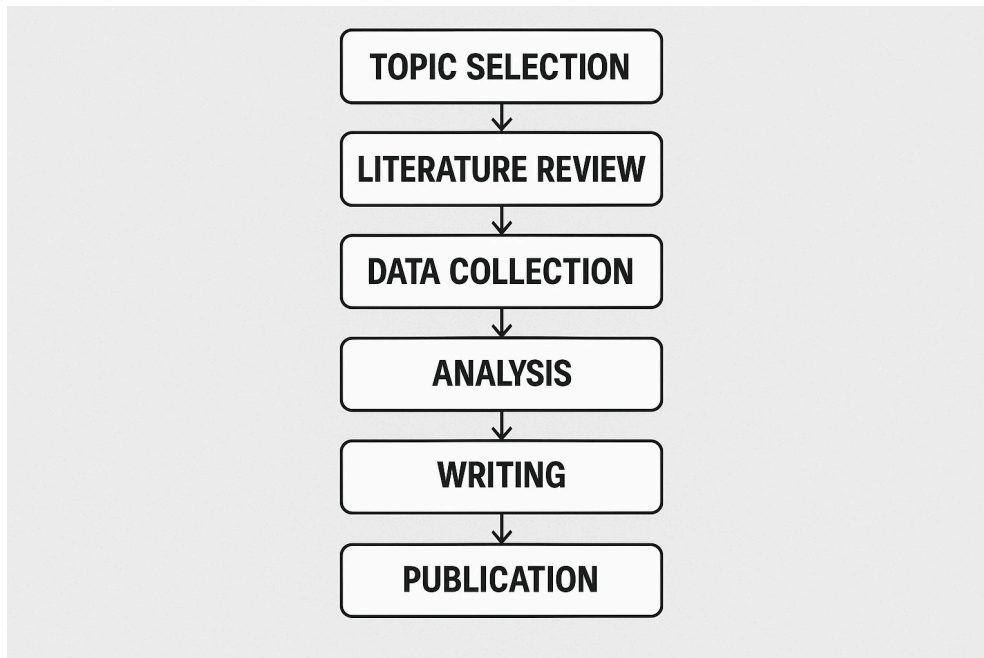 TOPIC SELECTION
LITERATURE REVIEW
DATA COLLECTION
ANALYSIS
WRITING
PUBLICATION